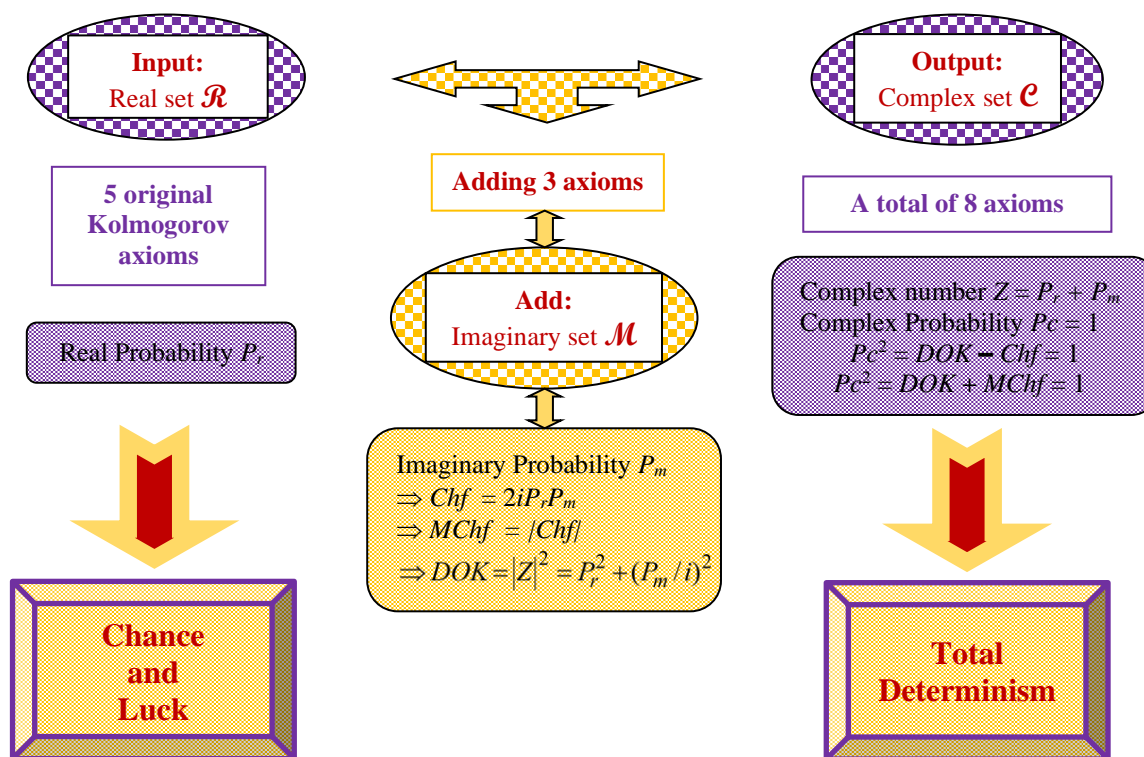 Input:
Real set ℛ
5 original
Kolmogorov
axioms
Real Probability Pᵣ
Chance
and
Luck
Adding 3 axioms
Add:
Imaginary set ℳ
Imaginary Probability Pₘ
⇒ Chf = 2iPᵣPₘ
⇒ MChf = |Chf|
⇒ DOK = |Z|² = Pᵣ² + (Pₘ / i)²
Output:
Complex set 𝒞
A total of 8 axioms
Complex number Z = Pᵣ + Pₘ
Complex Probability Pc = 1
Pc² = DOK − Chf = 1
Pc² = DOK + MChf = 1
Total
Determinism